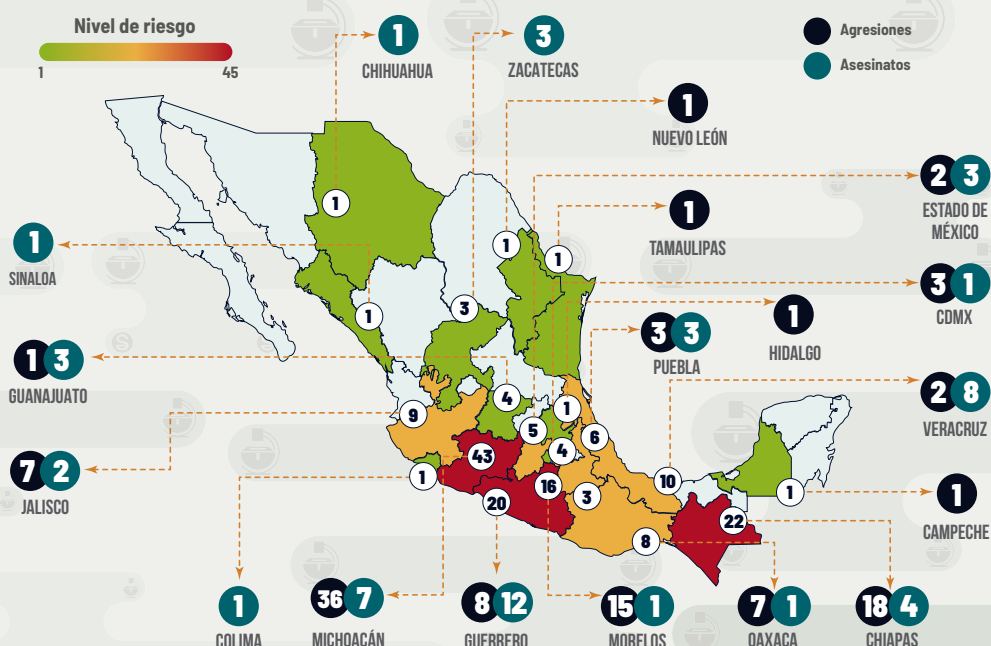 Nivel de riesgo
1 45
1
CHIHUAHUA
3
ZACATECAS
Agresiones
Asesinatos
1
NUEVO LEÓN
2 3
ESTADO DE
MÉXICO
1
TAMAULIPAS
1
SINALOA
3 1
CDMX
1
HIDALGO
3 3
PUEBLA
1 3
GUANAJUATO
2 8
VERACRUZ
7 2
JALISCO
1
CAMPECHE
1
1
1
1
3
4
9
1
5
6
4
43
1
16
20
3
10
1
22
8
1
COLIMA
36 7
MICHOACÁN
8 12
GUERRERO
15 1
MORELOS
7 1
OAXACA
18 4
CHIAPAS